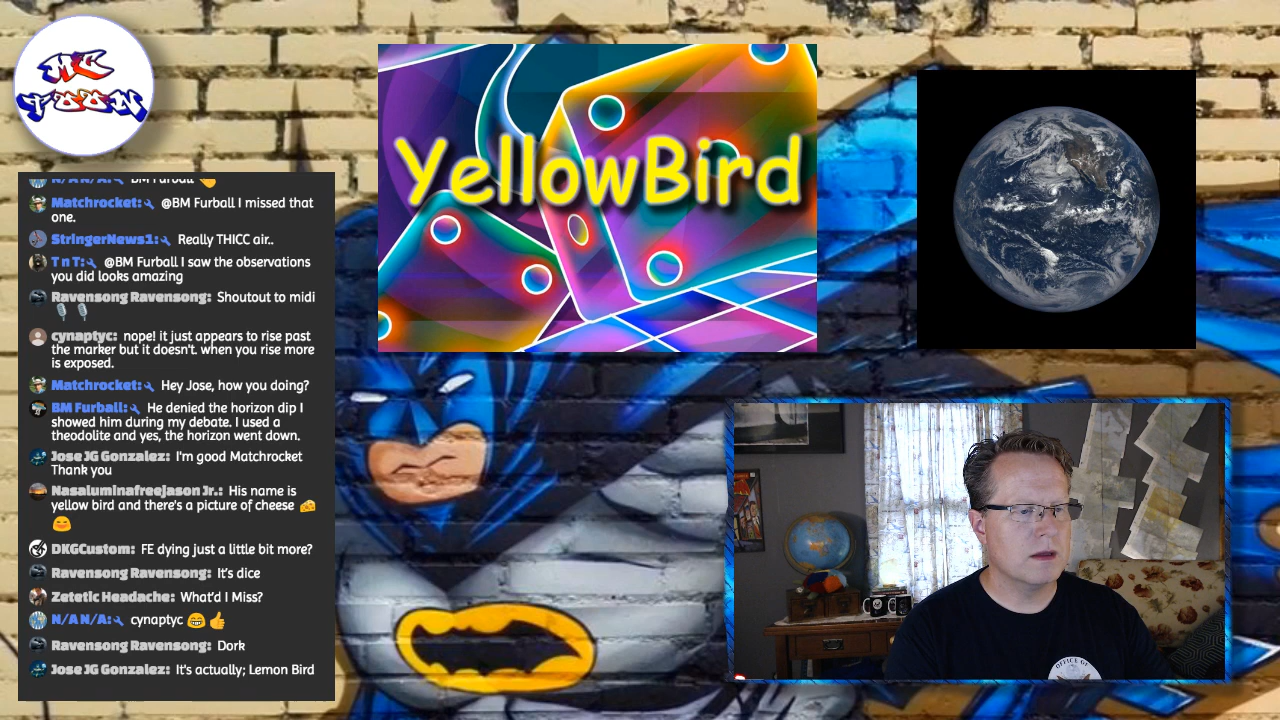 MC
TOON
N/A N/A: BM Furball
Matchrocket: @BM Furball I missed that
one.
StringerNews1: Really THICC air..
T n T: @BM Furball I saw the observations
you did looks amazing
Ravensong Ravensong: Shoutout to midi
cynaptyc: nope! it just appears to rise past
the marker but it doesn't. when you rise more
is exposed.
Matchrocket: Hey Jose, how you doing?
BM Furball: He denied the horizon dip I
showed him during my debate. I used a
theodolite and yes, the horizon went down.
Jose JG Gonzalez: I'm good Matchrocket
Thank you
Nasaluminafreejason Jr.: His name is
yellow bird and there's a picture of cheese 🧀
😄
DKGCustom: FE dying just a little bit more?
Ravensong Ravensong: It's dice
Zetetic Headache: What'd I Miss?
N/A N/A: cynaptyc 😁👍
Ravensong Ravensong: Dork
Jose JG Gonzalez: It's actually; Lemon Bird
YellowBird
OFFICE OF